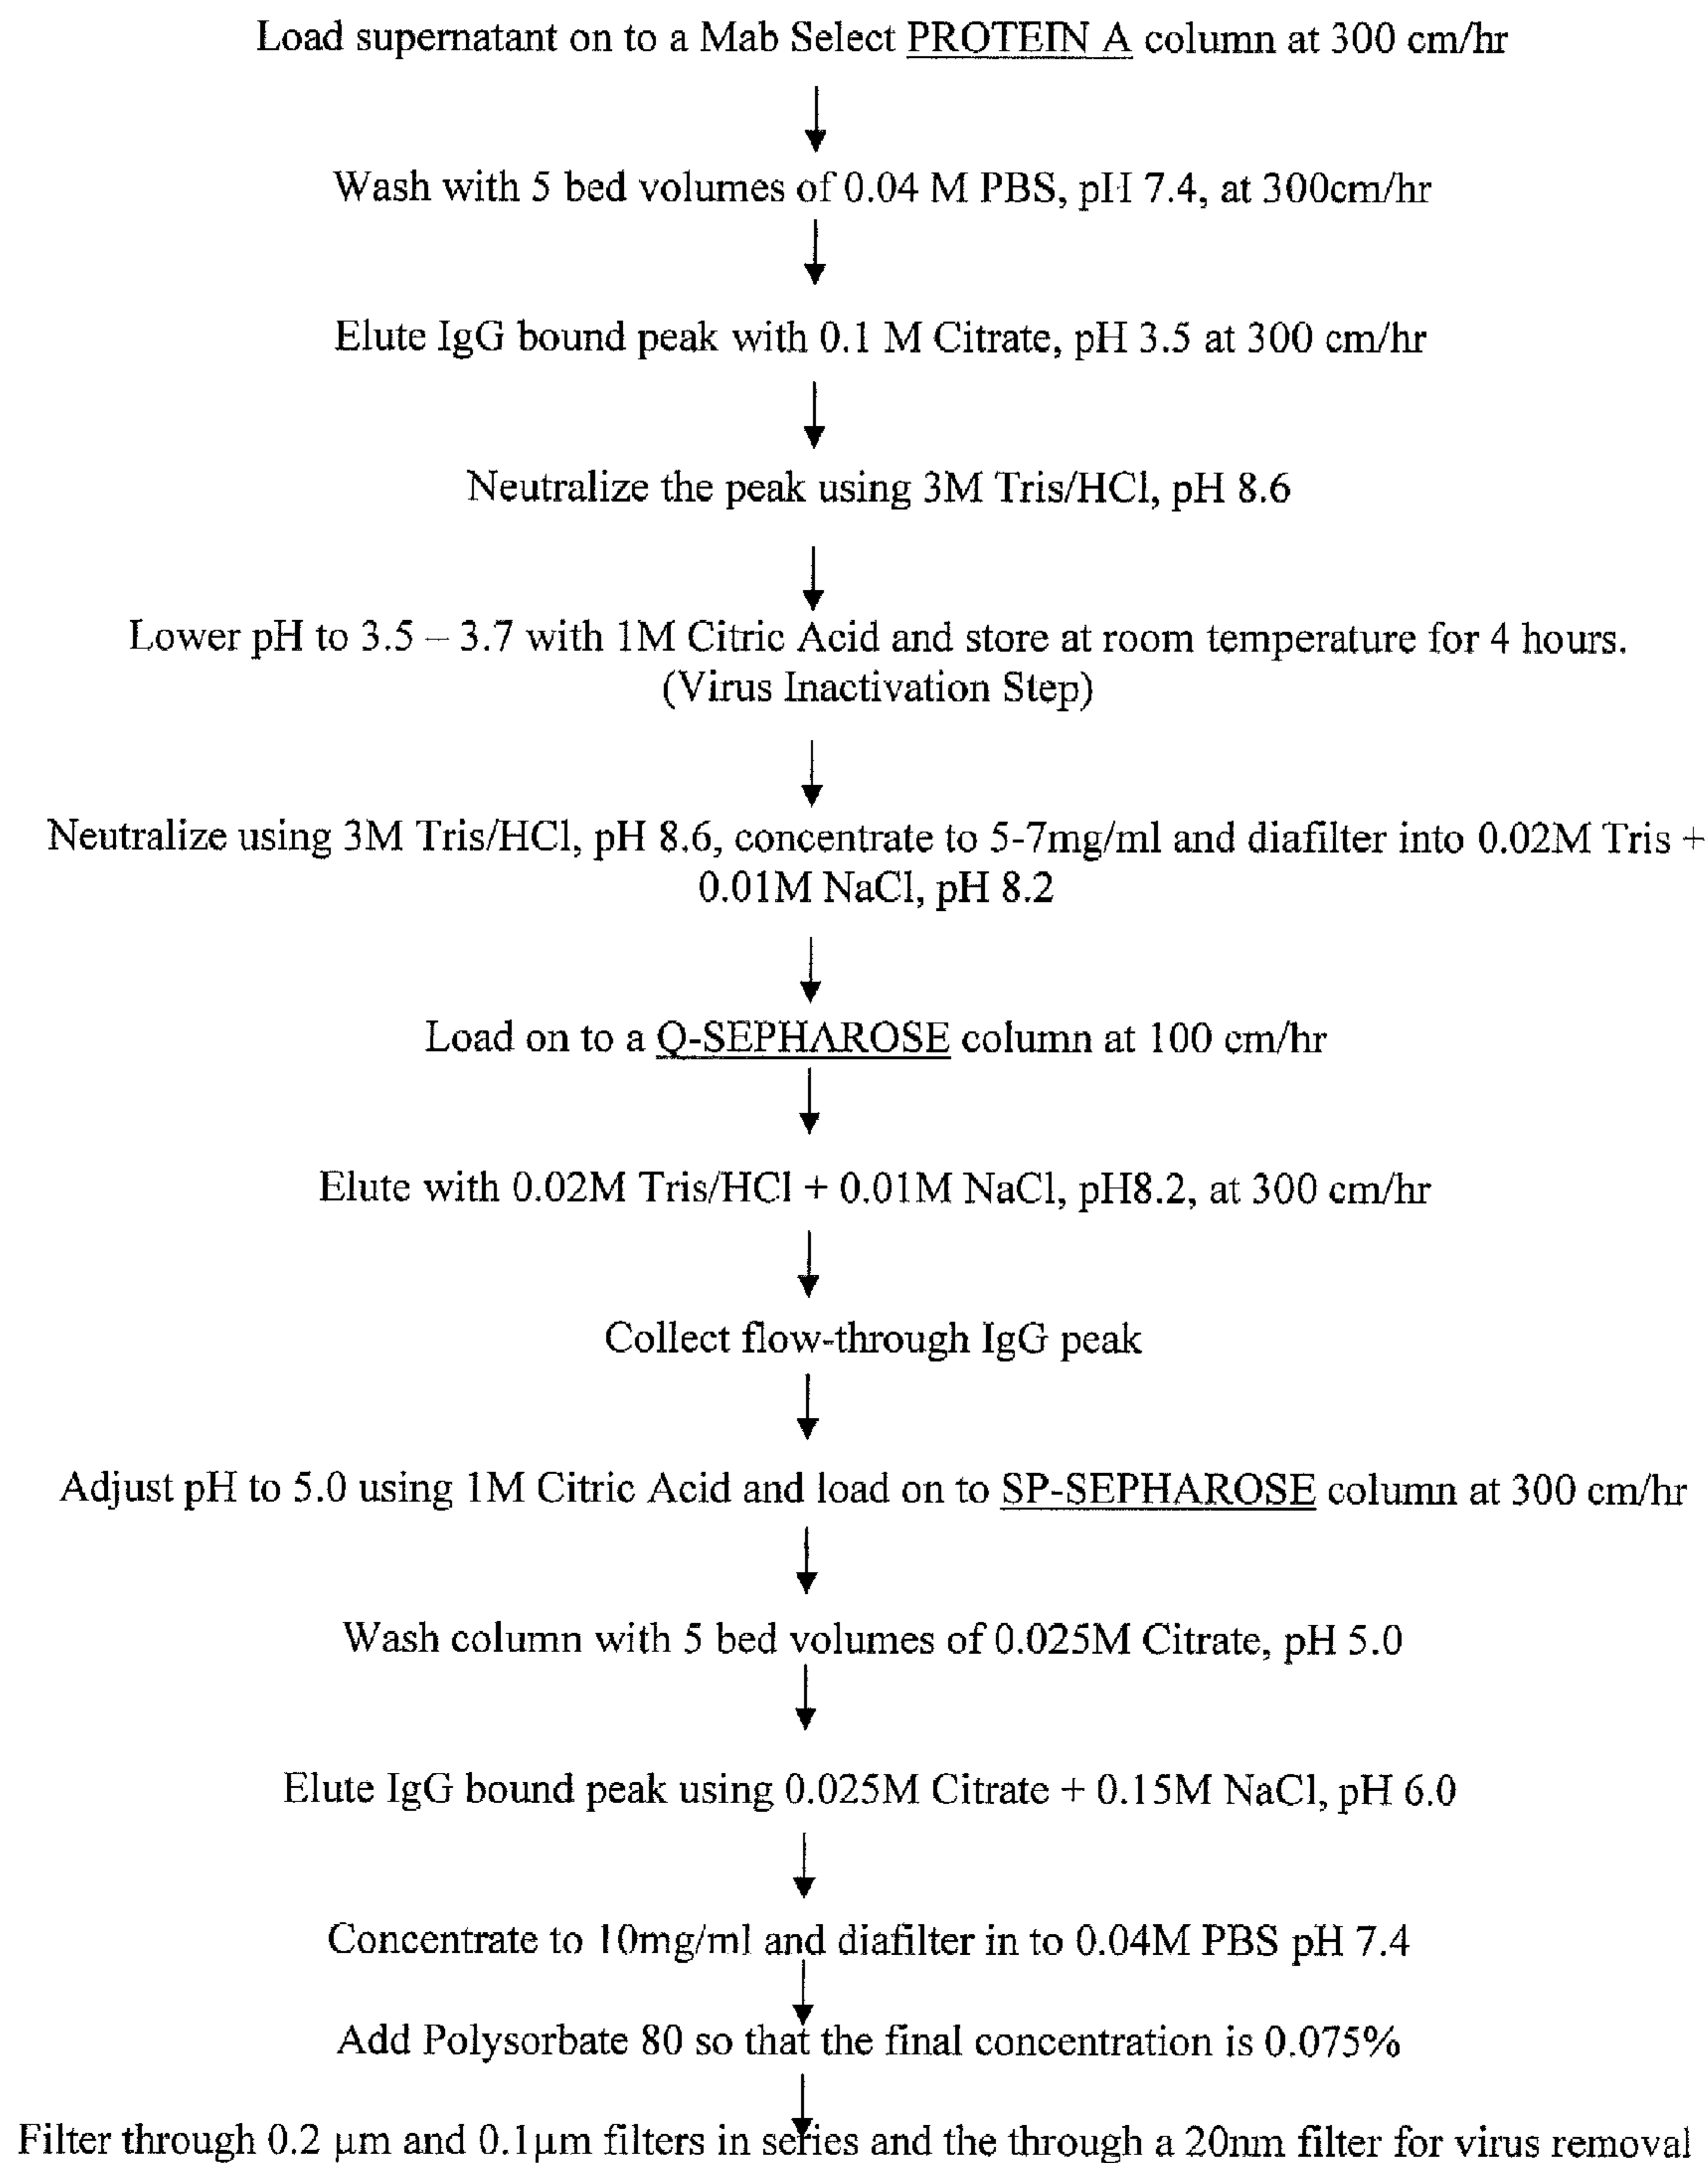 Load supernatant on to a Mab Select PROTEIN A column at 300 cm/hr
Wash with 5 bed volumes of 0.04 M PBS, pH 7.4, at 300cm/hr
Elute IgG bound peak with 0.1 M Citrate, pH 3.5 at 300 cm/hr
Neutralize the peak using 3M Tris/HCl, pH 8.6
Lower pH to 3.5 – 3.7 with 1M Citric Acid and store at room temperature for 4 hours.
(Virus Inactivation Step)
Neutralize using 3M Tris/HCl, pH 8.6, concentrate to 5-7mg/ml and diafilter into 0.02M Tris +
0.01M NaCl, pH 8.2
Load on to a Q-SEPHAROSE column at 100 cm/hr
Elute with 0.02M Tris/HCl + 0.01M NaCl, pH8.2, at 300 cm/hr
Collect flow-through IgG peak
Adjust pH to 5.0 using 1M Citric Acid and load on to SP-SEPHAROSE column at 300 cm/hr
Wash column with 5 bed volumes of 0.025M Citrate, pH 5.0
Elute IgG bound peak using 0.025M Citrate + 0.15M NaCl, pH 6.0
Concentrate to 10mg/ml and diafilter in to 0.04M PBS pH 7.4
Add Polysorbate 80 so that the final concentration is 0.075%
Filter through 0.2 µm and 0.1µm filters in series and the through a 20nm filter for virus removal